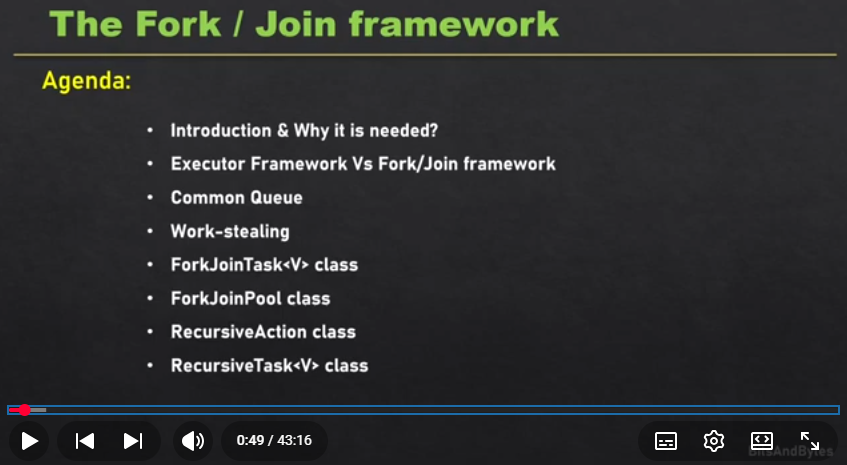 The Fork / Join framework
Agenda:
• Introduction & Why it is needed?
• Executor Framework Vs Fork/Join framework
• Common Queue
• Work-stealing
• ForkJoinTask<V> class
• ForkJoinPool class
• RecursiveAction class
• RecursiveTask<V> class
0:49 / 43:16
BitsAndBytes